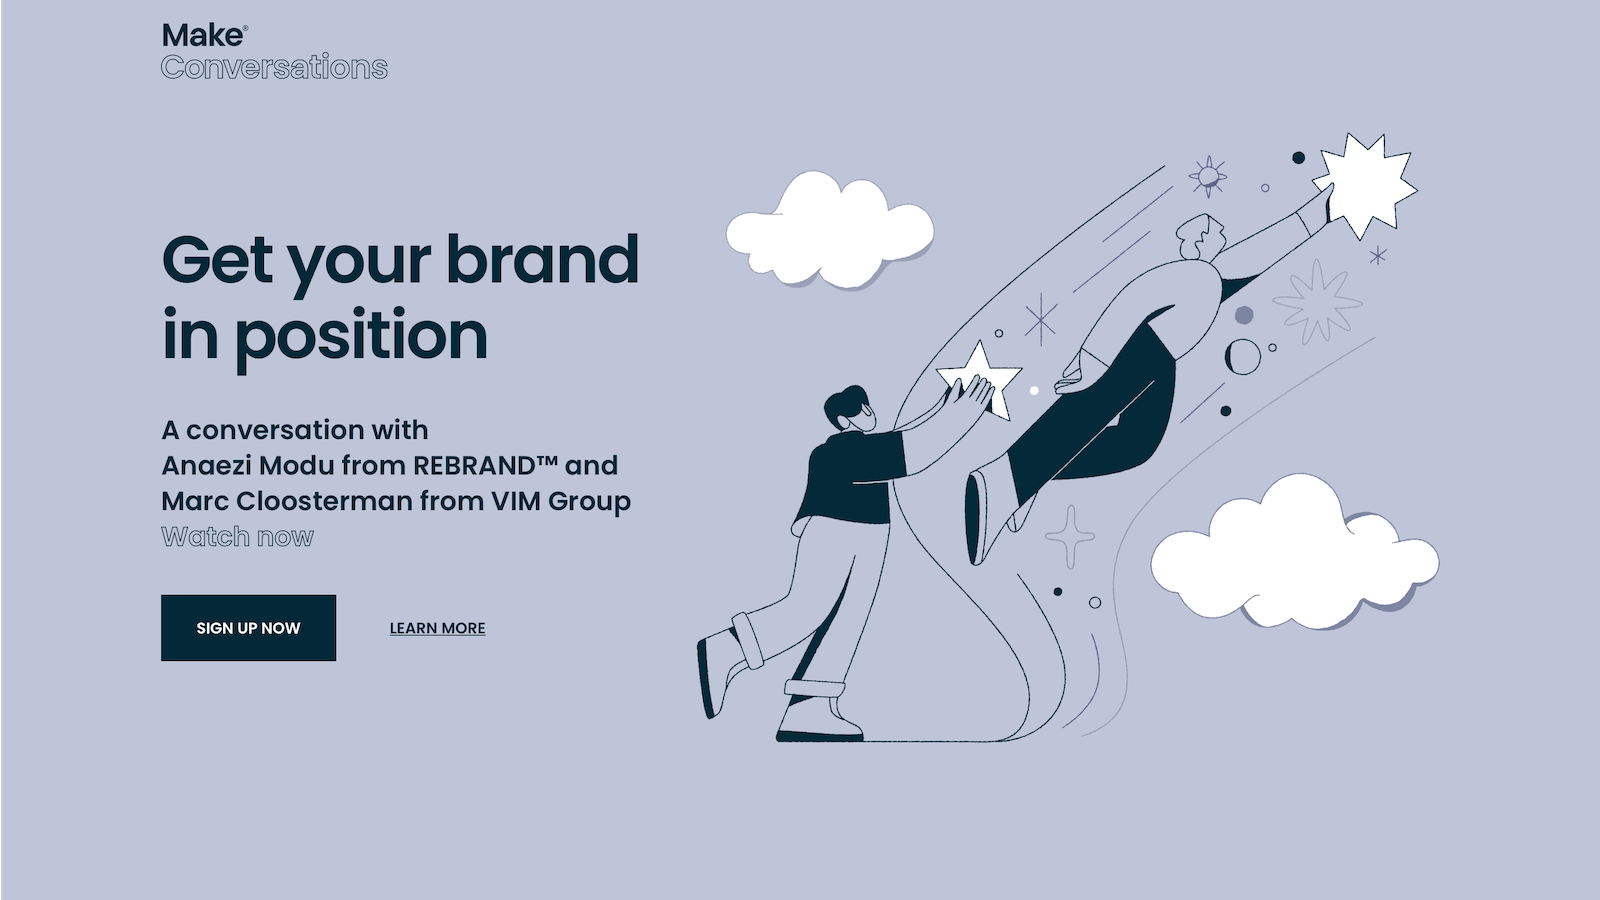 Make®
Conversations
Get your brand
in position
A conversation with
Anaezi Modu from REBRAND™ and
Marc Cloosterman from VIM Group
Watch now
SIGN UP NOW
LEARN MORE